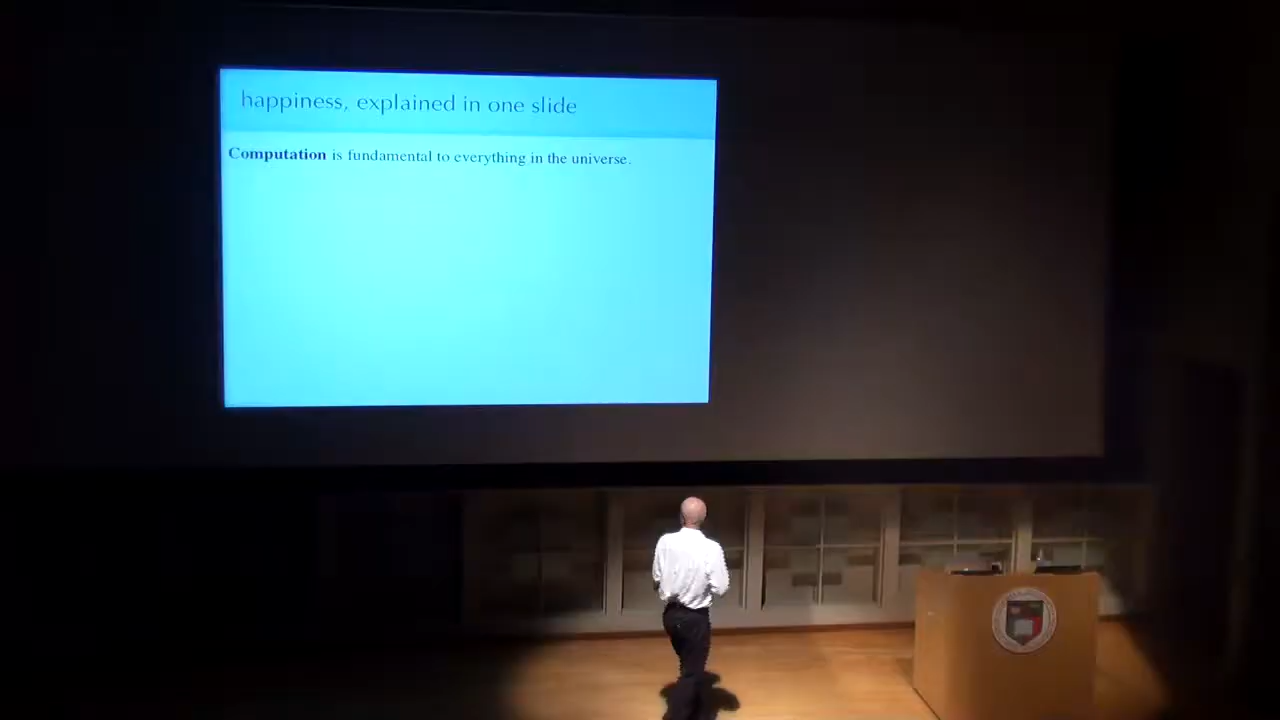 happiness, explained in one slide
Computation is fundamental to everything in the universe.